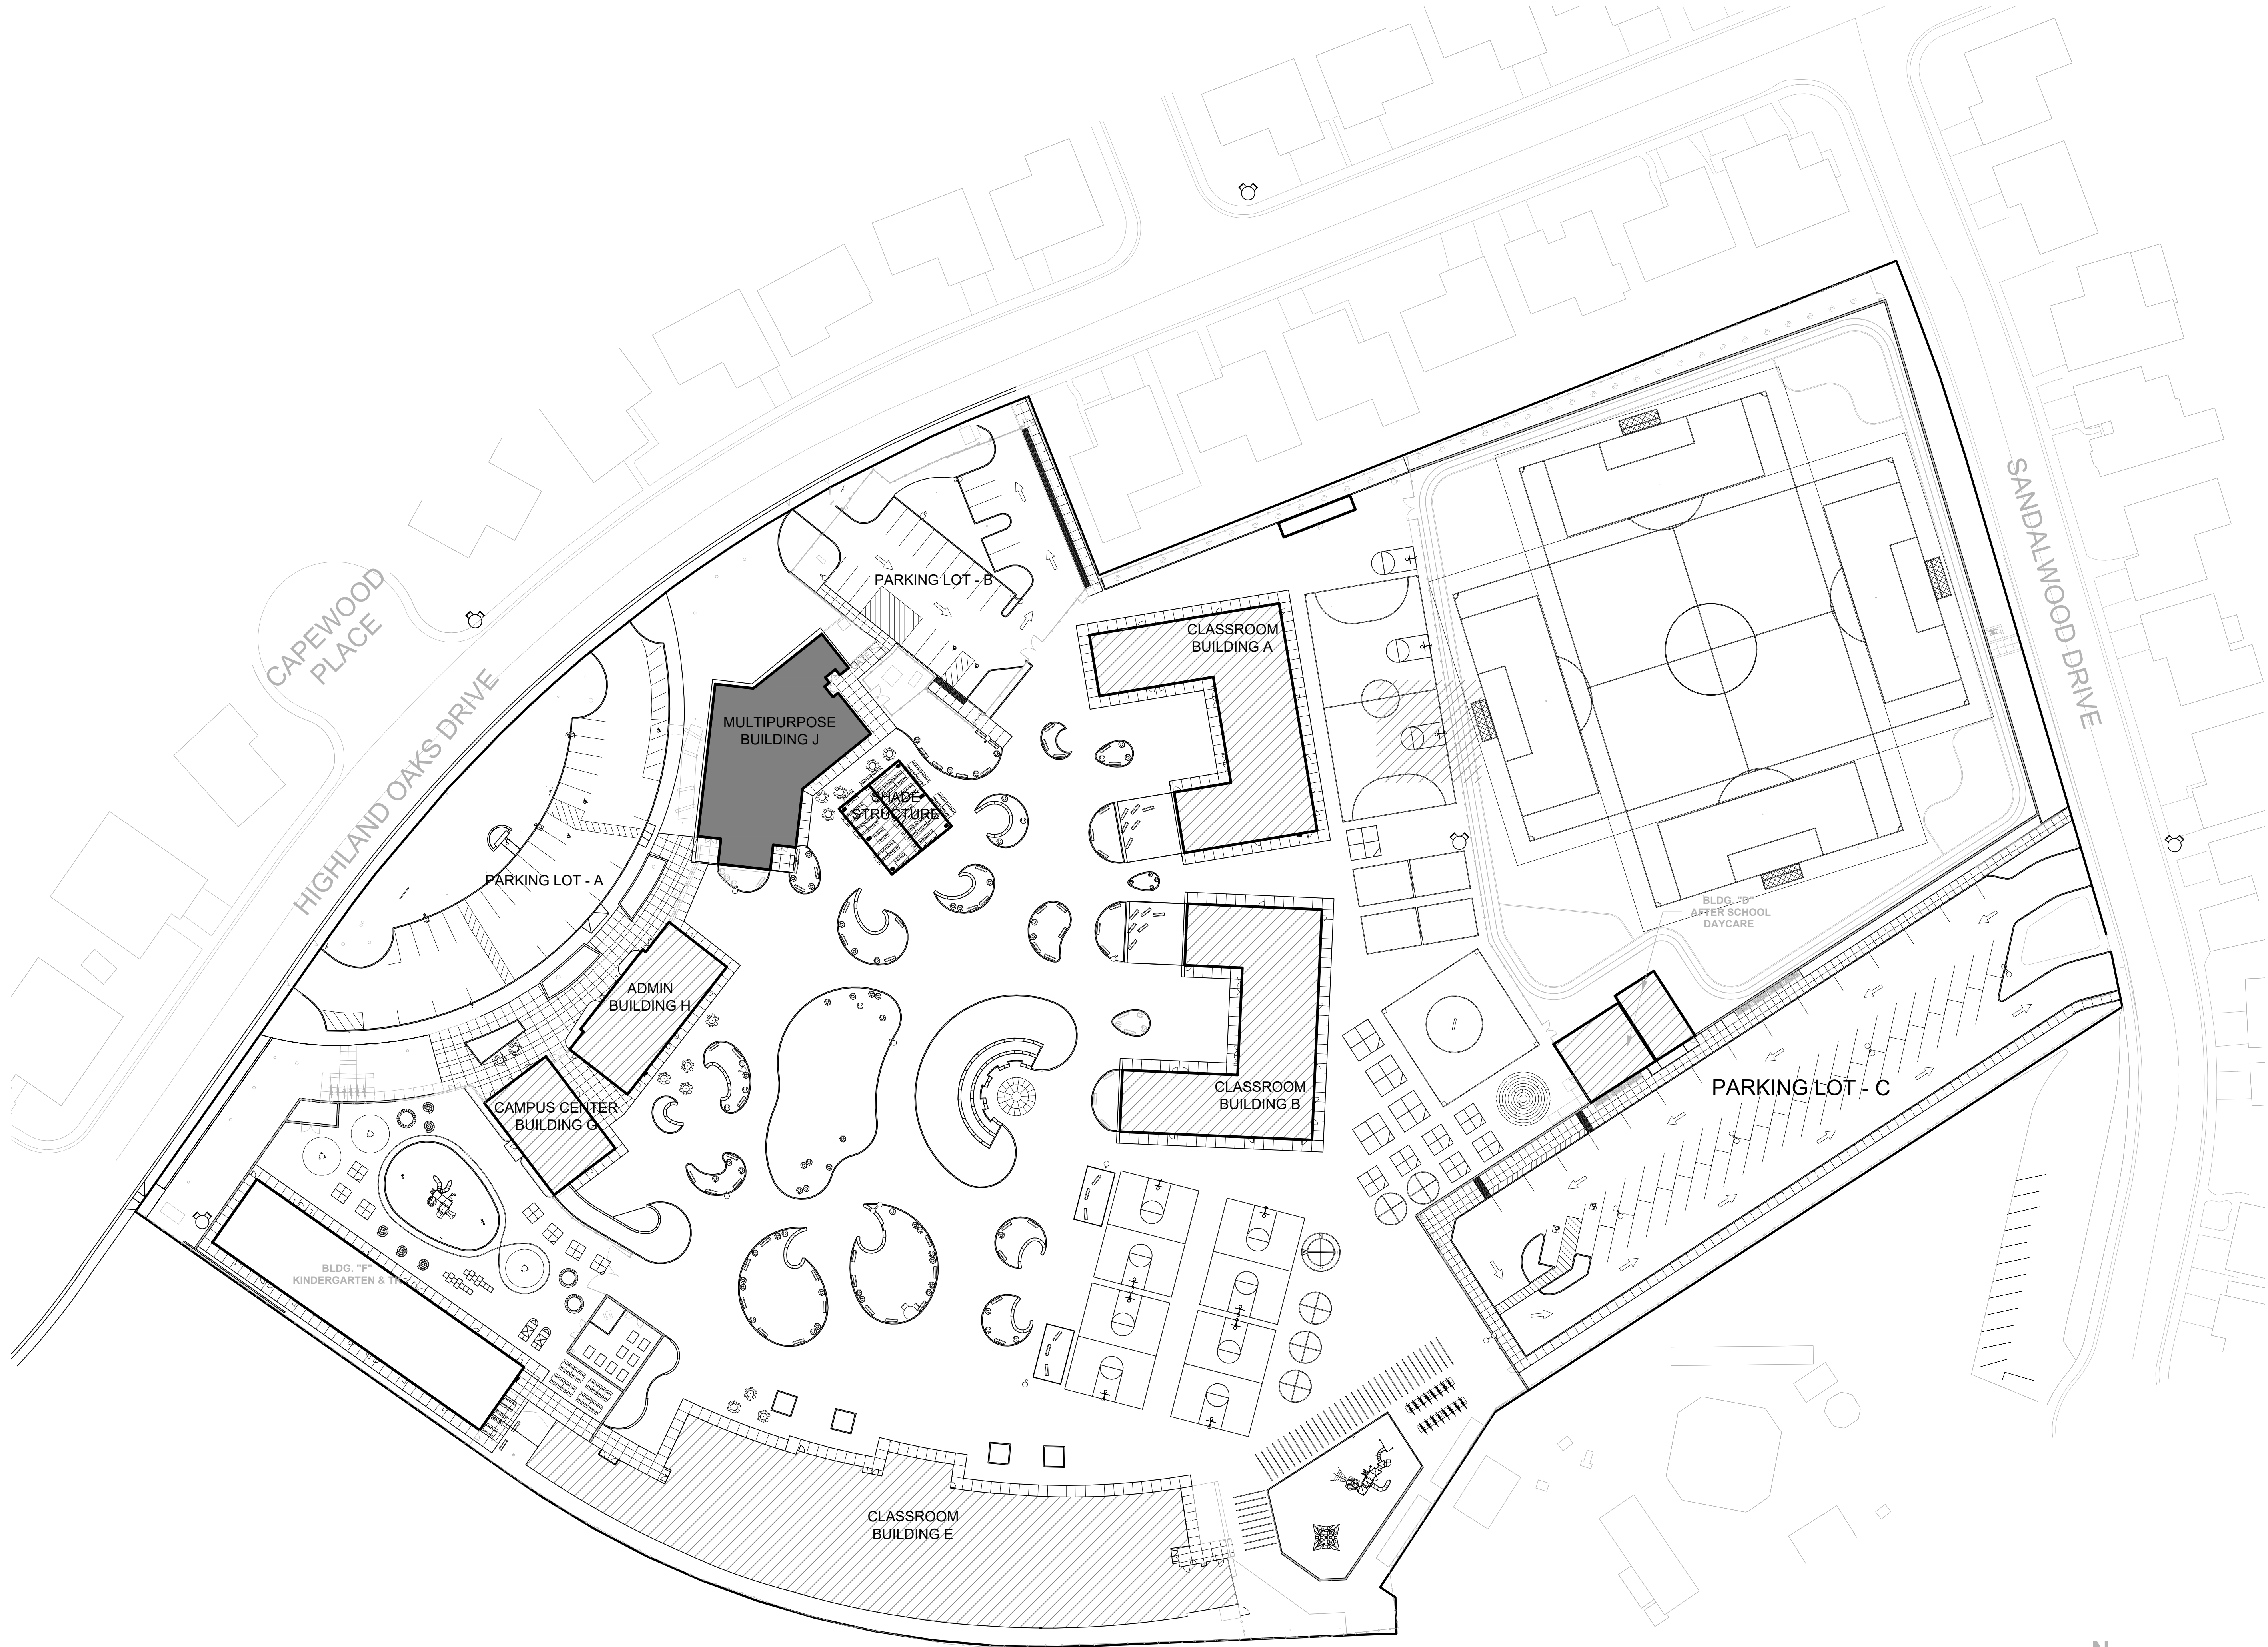 CAPEWOOD
PLACE
HIGHLAND OAKS DRIVE
SANDALWOOD DRIVE
PARKING LOT - B
CLASSROOM
BUILDING A
MULTIPURPOSE
BUILDING J
SHADE
STRUCTURE
PARKING LOT - A
BLDG. "D"
AFTER SCHOOL
DAYCARE
ADMIN
BUILDING H
CAMPUS CENTER
BUILDING G
CLASSROOM
BUILDING B
PARKING LOT - C
BLDG. "F"
KINDERGARTEN &
CLASSROOM
BUILDING E
N